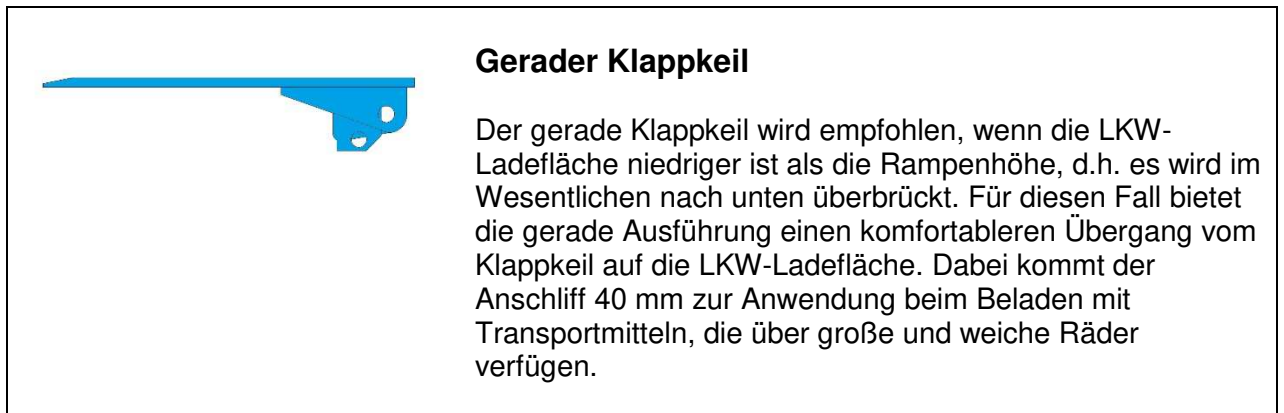 Gerader Klappkeil
Der gerade Klappkeil wird empfohlen, wenn die LKW-
Ladefläche niedriger ist als die Rampenhöhe, d.h. es wird im
Wesentlichen nach unten überbrückt. Für diesen Fall bietet
die gerade Ausführung einen komfortableren Übergang vom
Klappkeil auf die LKW-Ladefläche. Dabei kommt der
Anschliff 40 mm zur Anwendung beim Beladen mit
Transportmitteln, die über große und weiche Räder
verfügen.